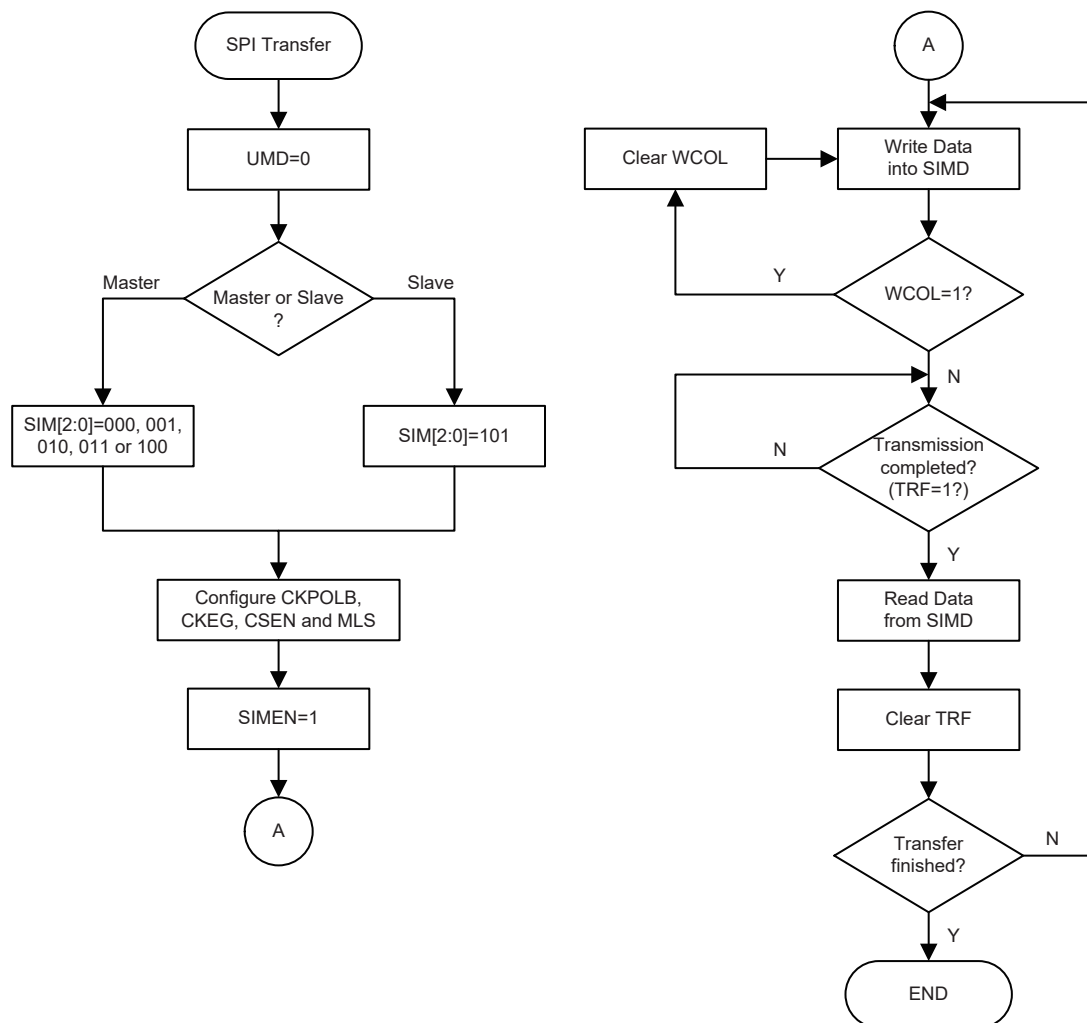 SPI Transfer
UMD=0
Master
Master or Slave
?
Slave
SIM[2:0]=000, 001,
010, 011 or 100
SIM[2:0]=101
Configure CKPOLB,
CKEG, CSEN and MLS
SIMEN=1
A
A
Clear WCOL
Write Data
into SIMD
Y
WCOL=1?
N
N
Transmission
completed?
(TRF=1?)
Y
Read Data
from SIMD
Clear TRF
Transfer
finished?
N
Y
END